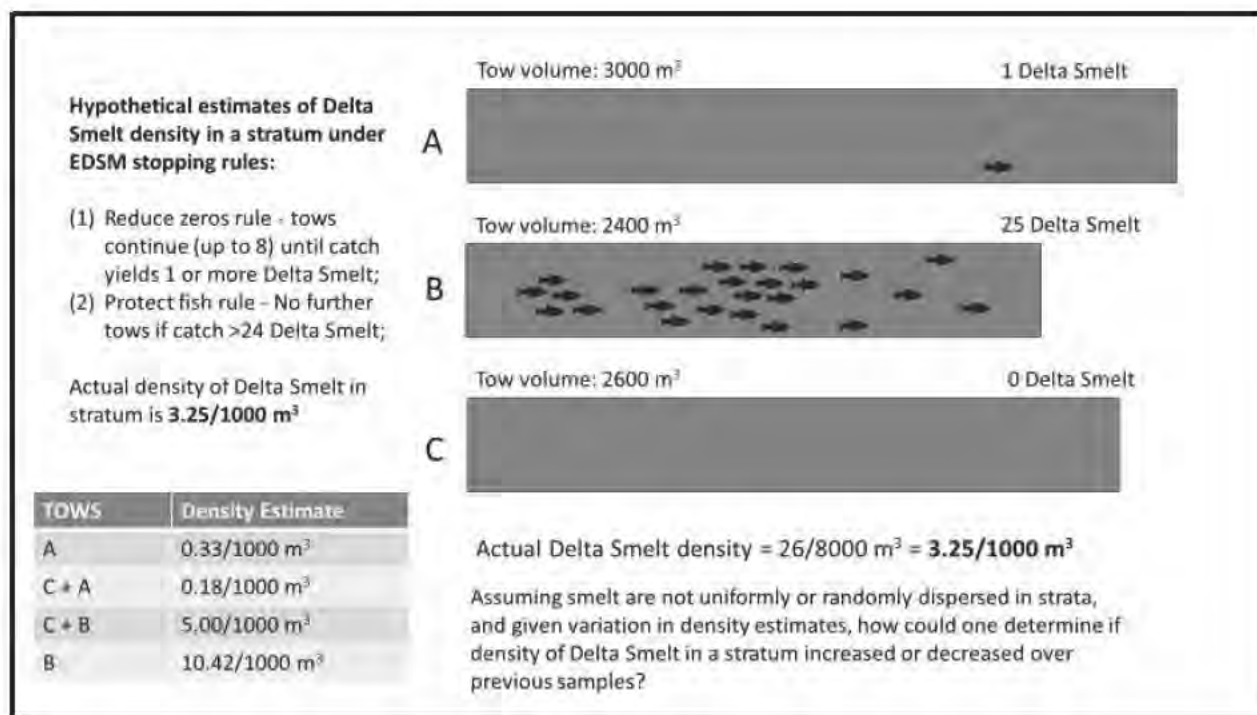 Hypothetical estimates of Delta
Smelt density in a stratum under
EDSM stopping rules:
(1) Reduce zeros rule - tows
continue (up to 8) until catch
yields 1 or more Delta Smelt;
(2) Protect fish rule - No further
tows if catch >24 Delta Smelt;
Actual density of Delta Smelt in
stratum is 3.25/1000 m³
TOWS Density Estimate
A 0.33/1000 m³
C + A 0.18/1000 m³
C + B 5.00/1000 m³
B 10.42/1000 m³
Tow volume: 3000 m³ 1 Delta Smelt
A
Tow volume: 2400 m³ 25 Delta Smelt
B
Tow volume: 2600 m³ 0 Delta Smelt
C
Actual Delta Smelt density = 26/8000 m³ = 3.25/1000 m³
Assuming smelt are not uniformly or randomly dispersed in strata,
and given variation in density estimates, how could one determine if
density of Delta Smelt in a stratum increased or decreased over
previous samples?